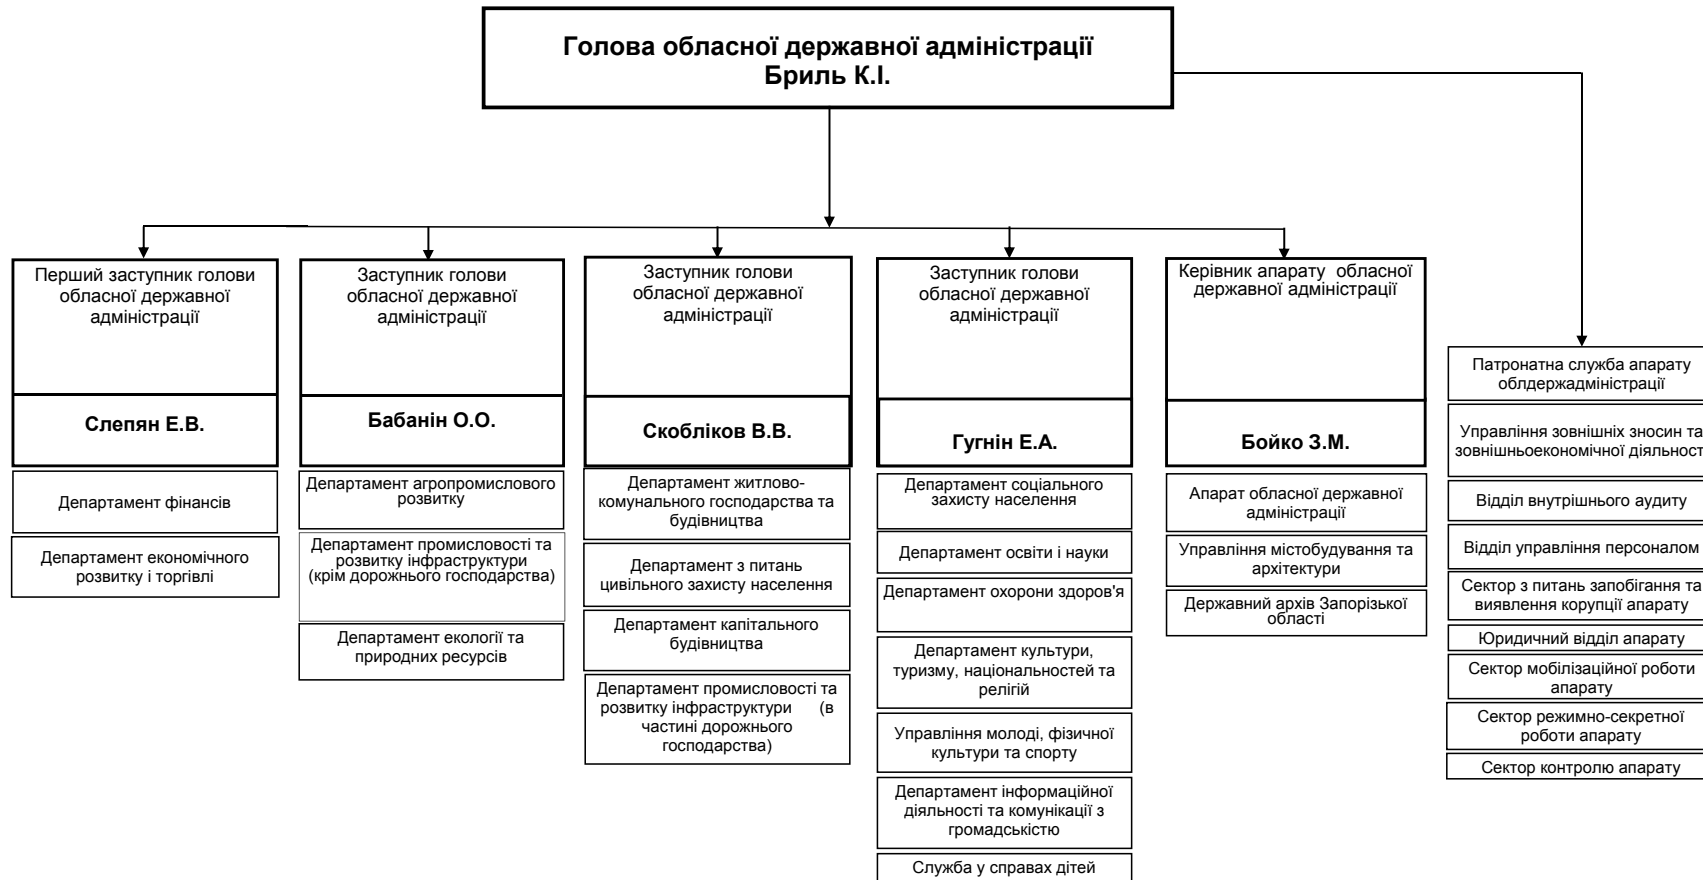 Голова обласної державної адміністрації
Бриль К.І.
Перший заступник голови
обласної державної
адміністрації
Слепян Е.В.
Департамент фінансів
Департамент економічного
розвитку і торгівлі
Заступник голови
обласної державної
адміністрації
Бабанін О.О.
Департамент агропромислового
розвитку
Департамент промисловості та
розвитку інфраструктури
(крім дорожнього господарства)
Департамент екології та
природних ресурсів
Заступник голови
обласної державної
адміністрації
Скобліков В.В.
Департамент житлово-
комунального господарства та
будівництва
Департамент з питань
цивільного захисту населення
Департамент капітального
будівництва
Департамент промисловості та
розвитку інфраструктури (в
частині дорожнього
господарства)
Заступник голови
обласної державної
адміністрації
Гугнін Е.А.
Департамент соціального
захисту населення
Департамент освіти і науки
Департамент охорони здоров'я
Департамент культури,
туризму, національностей та
релігій
Управління молоді, фізичної
культури та спорту
Департамент інформаційної
діяльності та комунікації з
громадськістю
Служба у справах дітей
Керівник апарату обласної
державної адміністрації
Бойко З.М.
Апарат обласної державної
адміністрації
Управління містобудування та
архітектури
Державний архів Запорізької
області
Патронатна служба апарату
облдержадміністрації
Управління зовнішніх зносин та
зовнішньоекономічної діяльност
Відділ внутрішнього аудиту
Відділ управління персоналом
Сектор з питань запобігання та
виявлення корупції апарату
Юридичний відділ апарату
Сектор мобілізаційної роботи
апарату
Сектор режимно-секретної
роботи апарату
Сектор контролю апарату